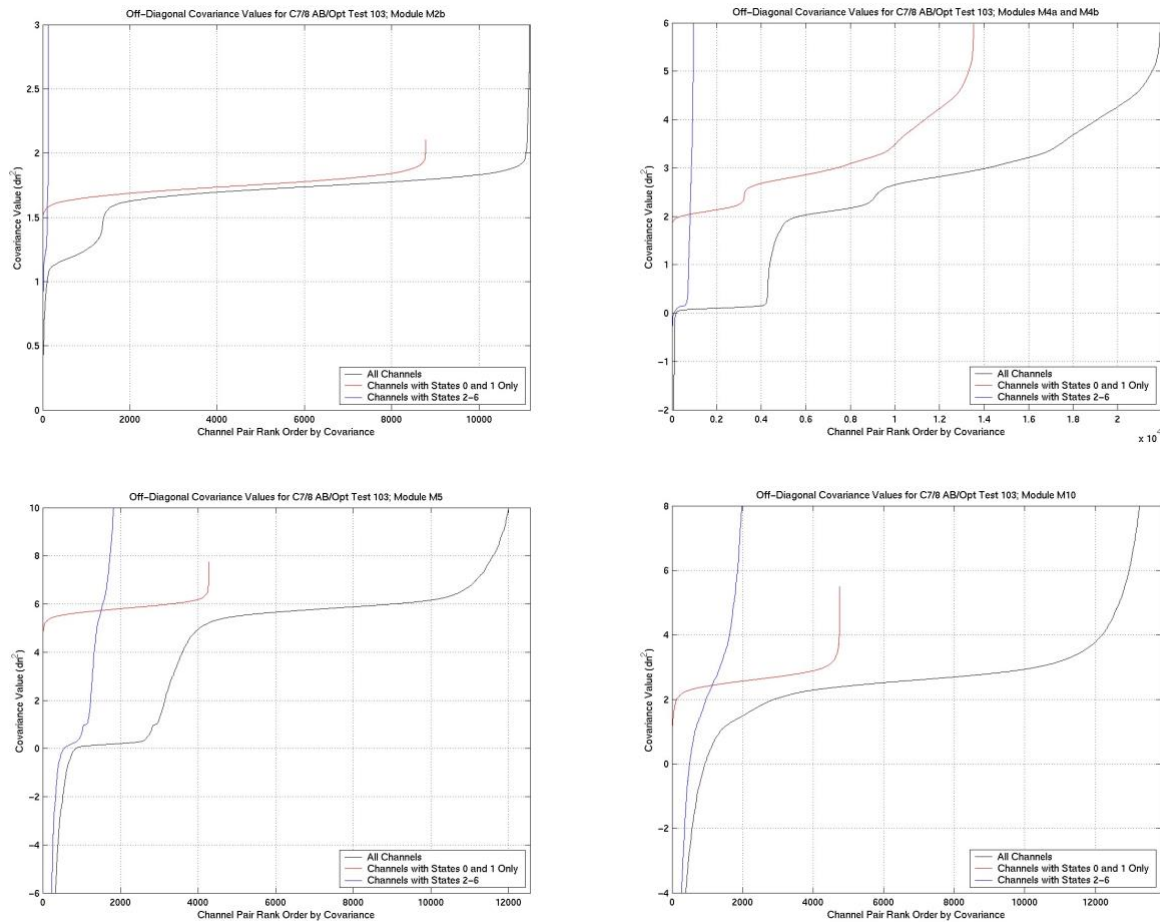 Off-Diagonal Covariance Values for C7/8 AB/Opt Test 103; Module M2b
3
2.5
2
1.5
1
0.5
0
Covariance Value (dn²)
0 2000 4000 6000 8000 10000
Channel Pair Rank Order by Covariance
All Channels
Channels with States 0 and 1 Only
Channels with States 2-6
Off-Diagonal Covariance Values for C7/8 AB/Opt Test 103; Modules M4a and M4b
6
5
4
3
2
1
0
-1
-2
Covariance Value (dn²)
0 0.2 0.4 0.6 0.8 1 1.2 1.4 1.6 1.8 2
x 10
Channel Pair Rank Order by Covariance
All Channels
Channels with States 0 and 1 Only
Channels with States 2-6
Off-Diagonal Covariance Values for C7/8 AB/Opt Test 103; Module M5
10
8
6
4
2
0
-2
-4
-6
Covariance Value (dn²)
0 2000 4000 6000 8000 10000 12000
Channel Pair Rank Order by Covariance
All Channels
Channels with States 0 and 1 Only
Channels with States 2-6
Off-Diagonal Covariance Values for C7/8 AB/Opt Test 103; Module M10
8
6
4
2
0
-2
-4
Covariance Value (dn²)
0 2000 4000 6000 8000 10000 12000
Channel Pair Rank Order by Covariance
All Channels
Channels with States 0 and 1 Only
Channels with States 2-6